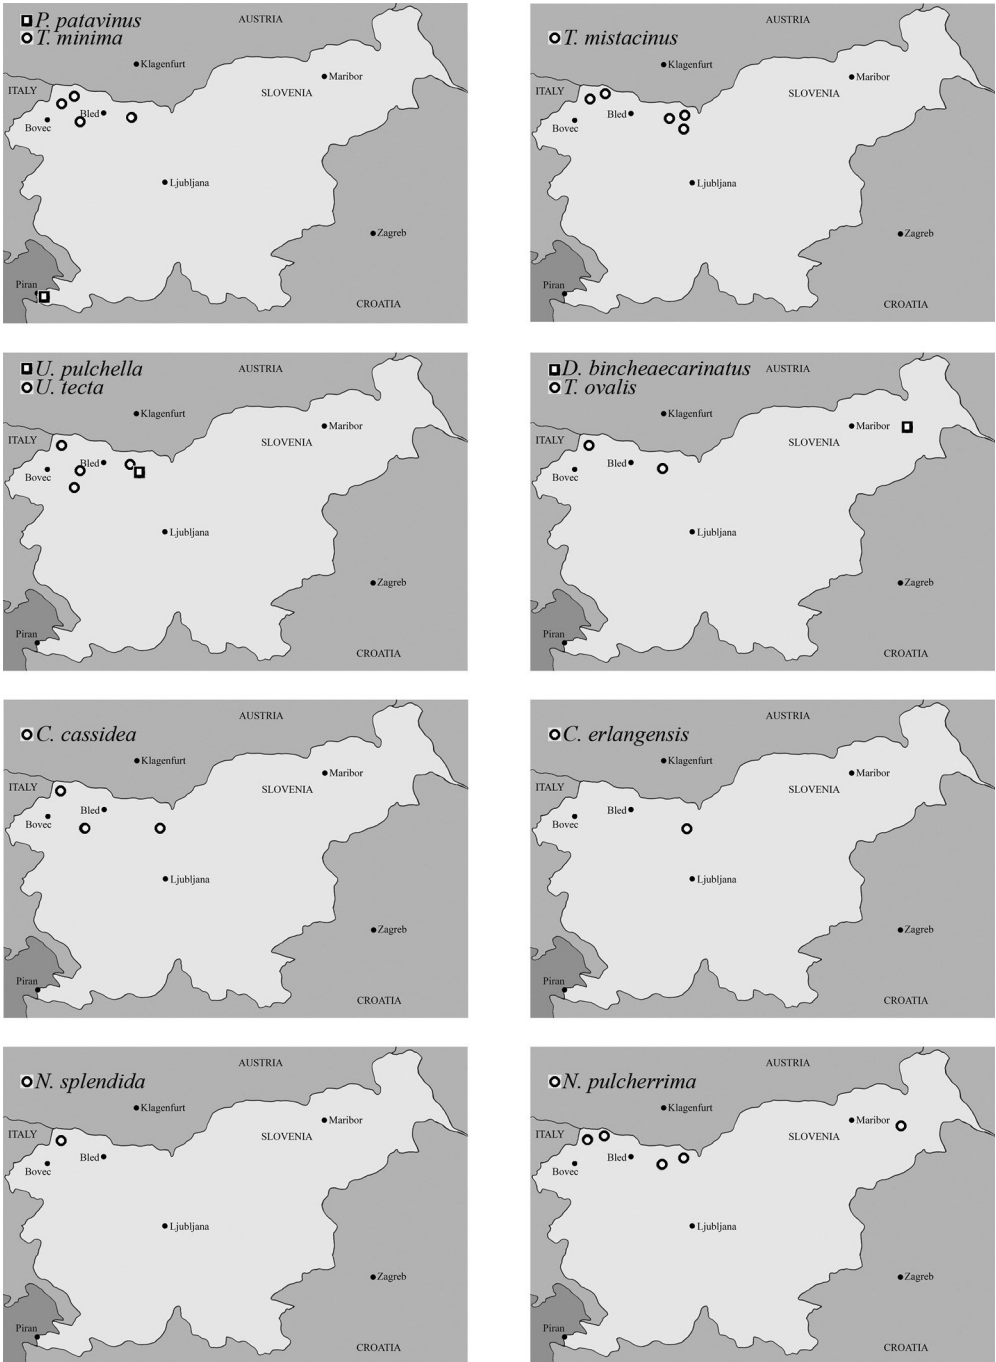 P. patavinus
T. minima
AUSTRIA
Klagenfurt
Maribor
ITALY
SLOVENIA
Bled
Bovec
Ljubljana
Zagreb
Piran
CROATIA
T. mistacinus
AUSTRIA
Klagenfurt
Maribor
ITALY
SLOVENIA
Bled
Bovec
Ljubljana
Zagreb
Piran
CROATIA
U. pulchella
U. tecta
AUSTRIA
Klagenfurt
Maribor
ITALY
SLOVENIA
Bled
Bovec
Ljubljana
Zagreb
Piran
CROATIA
D. bincheaecarinatus
T. ovalis
AUSTRIA
Klagenfurt
Maribor
ITALY
SLOVENIA
Bled
Bovec
Ljubljana
Zagreb
Piran
CROATIA
C. cassidea
AUSTRIA
Klagenfurt
Maribor
ITALY
SLOVENIA
Bled
Bovec
Ljubljana
Zagreb
Piran
CROATIA
C. erlangensis
AUSTRIA
Klagenfurt
Maribor
ITALY
SLOVENIA
Bled
Bovec
Ljubljana
Zagreb
Piran
CROATIA
N. splendida
AUSTRIA
Klagenfurt
Maribor
ITALY
SLOVENIA
Bled
Bovec
Ljubljana
Zagreb
Piran
CROATIA
N. pulcherrima
AUSTRIA
Klagenfurt
Maribor
ITALY
SLOVENIA
Bled
Bovec
Ljubljana
Zagreb
Piran
CROATIA